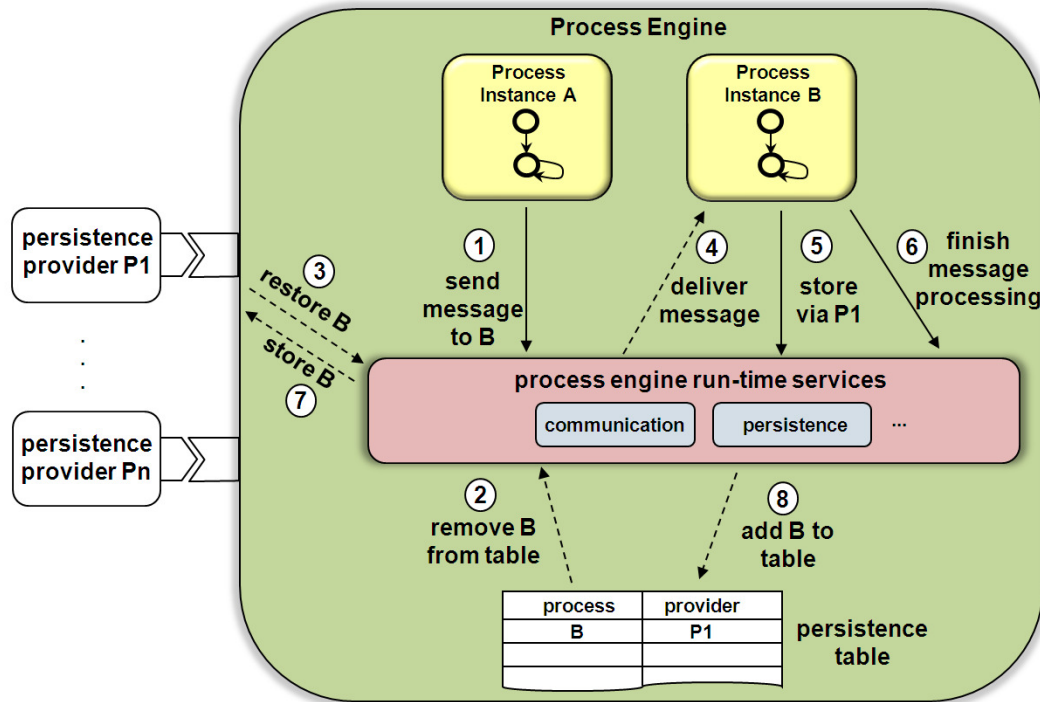 Process Engine
Process
Instance A
Process
Instance B
persistence
provider P1
.
.
.
persistence
provider Pn
1
send
message
to B
3
restore B
store B
7
4
deliver
message
5
store
via P1
6
finish
message
processing
process engine run-time services
communication
persistence
...
2
remove B
from table
8
add B to
table
process provider
B P1
persistence
table